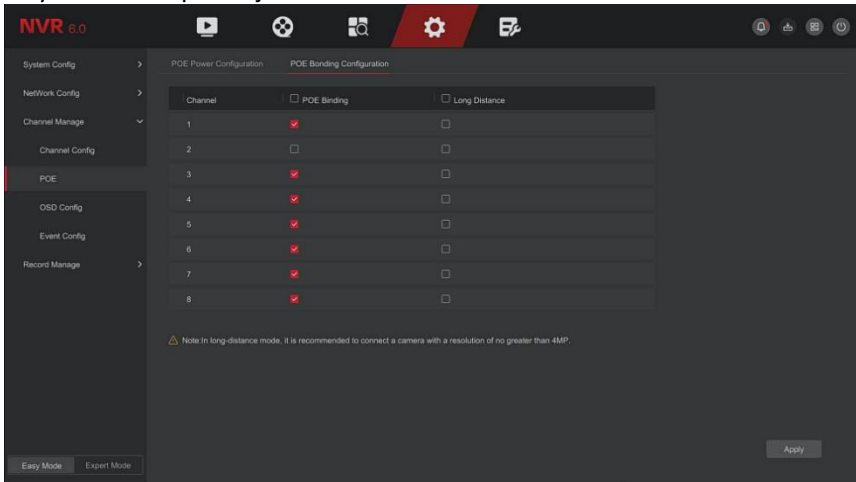 NVR 6.0
System Config
POE Power Configuration POE Bonding Configuration
NetWork Config
Channel POE Binding Long Distance
Channel Manage
1
Channel Config
2
POE
3
4
OSD Config
5
Event Config
6
Record Manage
7
8
Note:In long-distance mode, it is recommended to connect a camera with a resolution of no greater than 4MP.
Apply
Easy Mode Expert Mode